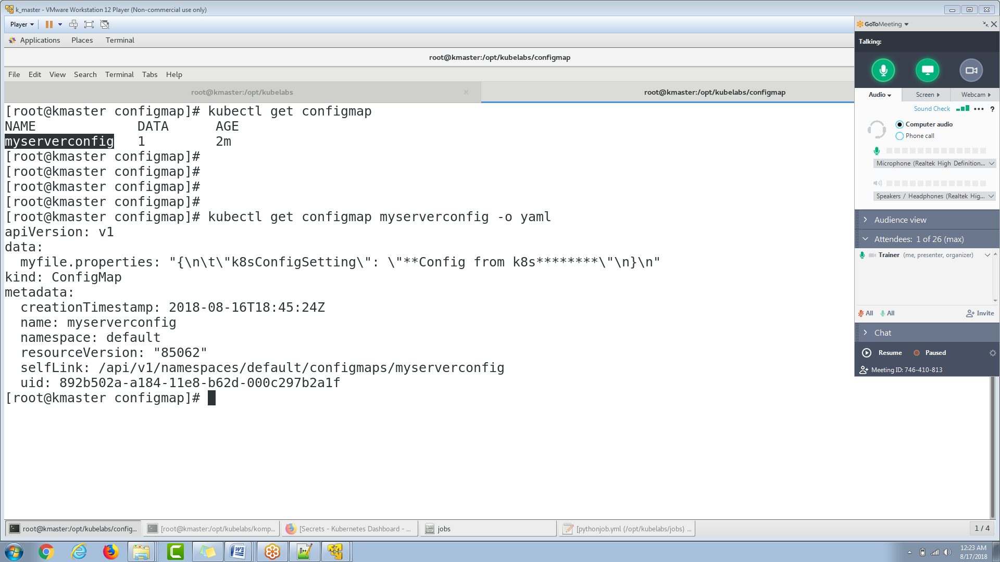 k_master - VMware Workstation 12 Player (Non-commercial use only)
Player
Applications Places Terminal
root@kmaster:/opt/kubelabs/configmap
File Edit View Search Terminal Tabs Help
root@kmaster:/opt/kubelabs
root@kmaster:/opt/kubelabs/configmap
[root@kmaster configmap]# kubectl get configmap
NAME DATA AGE
myserverconfig 1 2m
[root@kmaster configmap]#
[root@kmaster configmap]#
[root@kmaster configmap]#
[root@kmaster configmap]#
[root@kmaster configmap]# kubectl get configmap myserverconfig -o yaml
apiVersion: v1
data:
  myfile.properties: "{\n\t\"k8sConfigSetting\": \"**Config from k8s********\"\n}\n"
kind: ConfigMap
metadata:
  creationTimestamp: 2018-08-16T18:45:24Z
  name: myserverconfig
  namespace: default
  resourceVersion: "85062"
  selfLink: /api/v1/namespaces/default/configmaps/myserverconfig
  uid: 892b502a-a184-11e8-b62d-000c297b2a1f
[root@kmaster configmap]#
GoToMeeting
Talking:
Audio Screen Webcam
Sound Check ?
Computer audio
Phone call
Microphone (Realtek High Definition...
Speakers / Headphones (Realtek Hig...
Audience view
Attendees: 1 of 26 (max)
Trainer (me, presenter, organizer)
All All Invite
Chat
Resume Paused
Meeting ID: 746-410-813
root@kmaster:/opt/kubelabs/config...
[root@kmaster:/opt/kubelabs/komp...
[Secrets - Kubernetes Dashboard - ...
jobs
[pythonjob.yml (/opt/kubelabs/jobs) ...
1 / 4
12:23 AM
8/17/2018